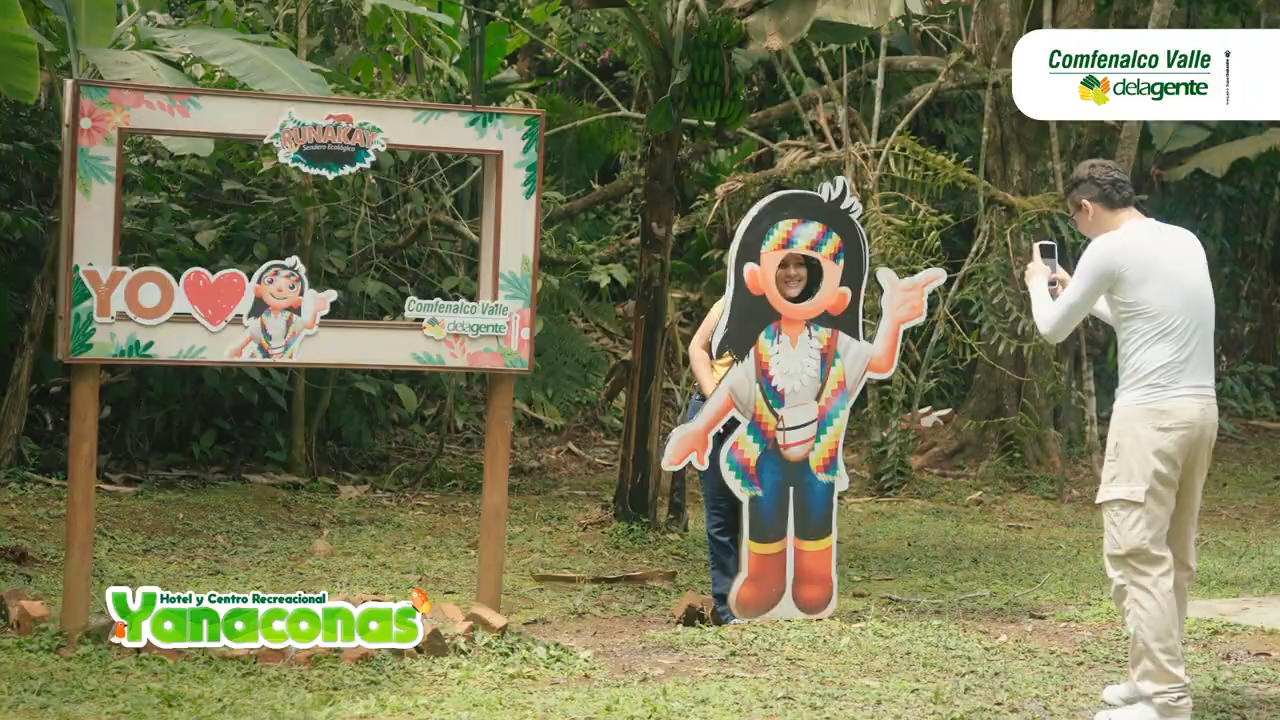 Comfenalco Valle
delagente
RUNAKAY
Sendero Ecológico
YO
Comfenalco Valle
delagente
Hotel y Centro Recreacional
Yanaconas